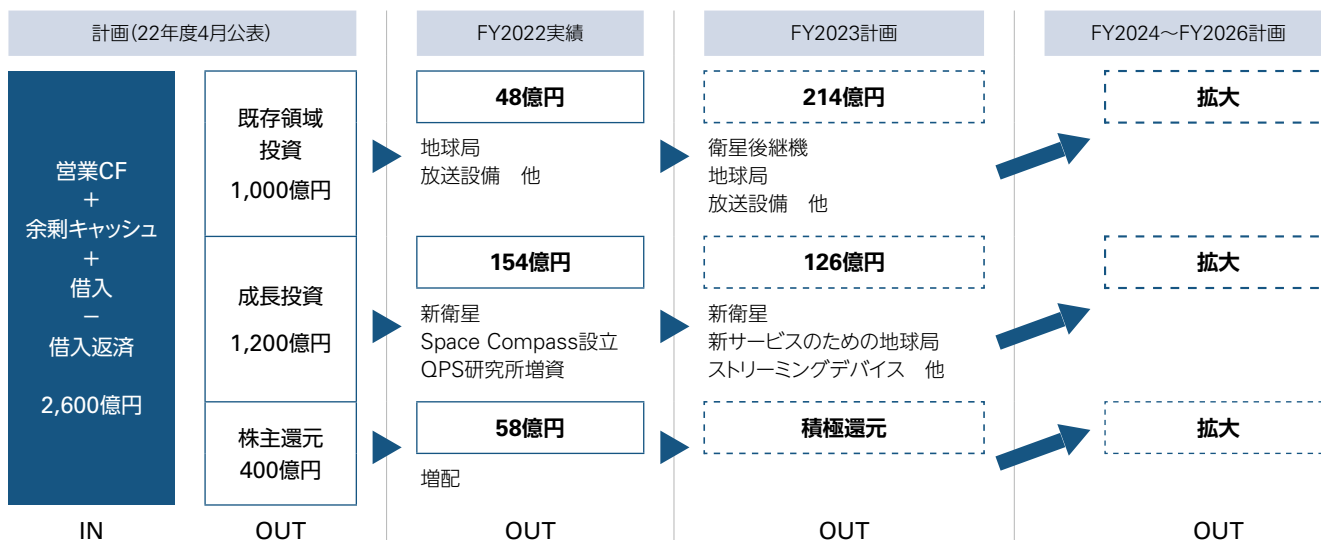 計画(22年度4月公表)
営業CF
+
余剰キャッシュ
+
借入
−
借入返済
2,600億円
IN
既存領域
投資
1,000億円
成長投資
1,200億円
株主還元
400億円
OUT
FY2022実績
48億円
地球局
放送設備　他
154億円
新衛星
Space Compass設立
QPS研究所増資
58億円
増配
OUT
FY2023計画
214億円
衛星後継機
地球局
放送設備　他
126億円
新衛星
新サービスのための地球局
ストリーミングデバイス　他
積極還元
OUT
FY2024〜FY2026計画
拡大
拡大
拡大
OUT